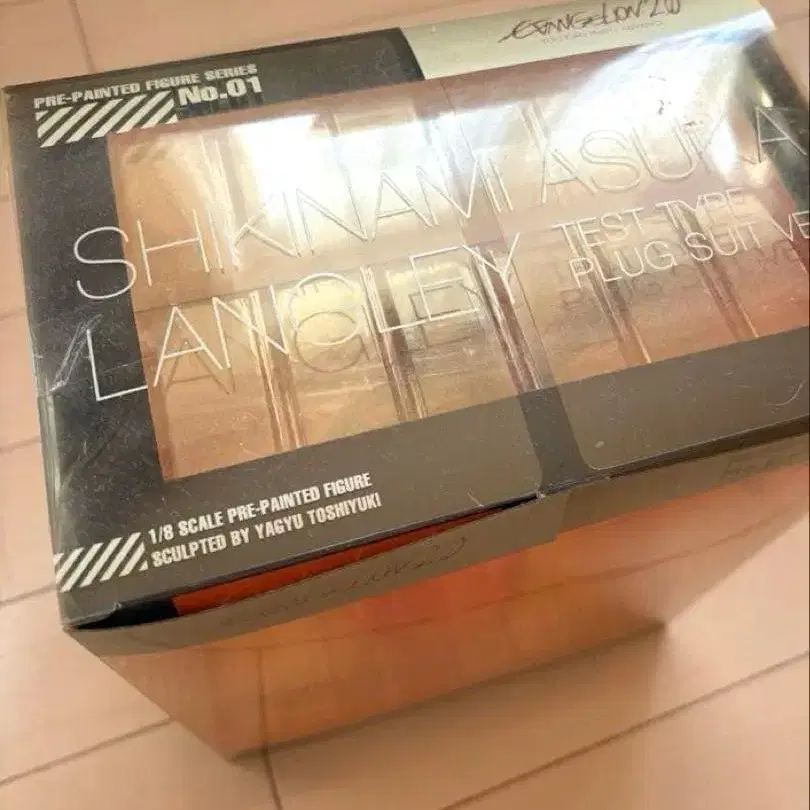 EVANGELION 2.0
PRE-PAINTED FIGURE SERIES
No.01
SHIKINAMI ASUKA
LANGLEY
TEST TYPE
PLUG SUIT VE
1/8 SCALE PRE-PAINTED FIGURE
SCULPTED BY YAGYU TOSHIYUKI